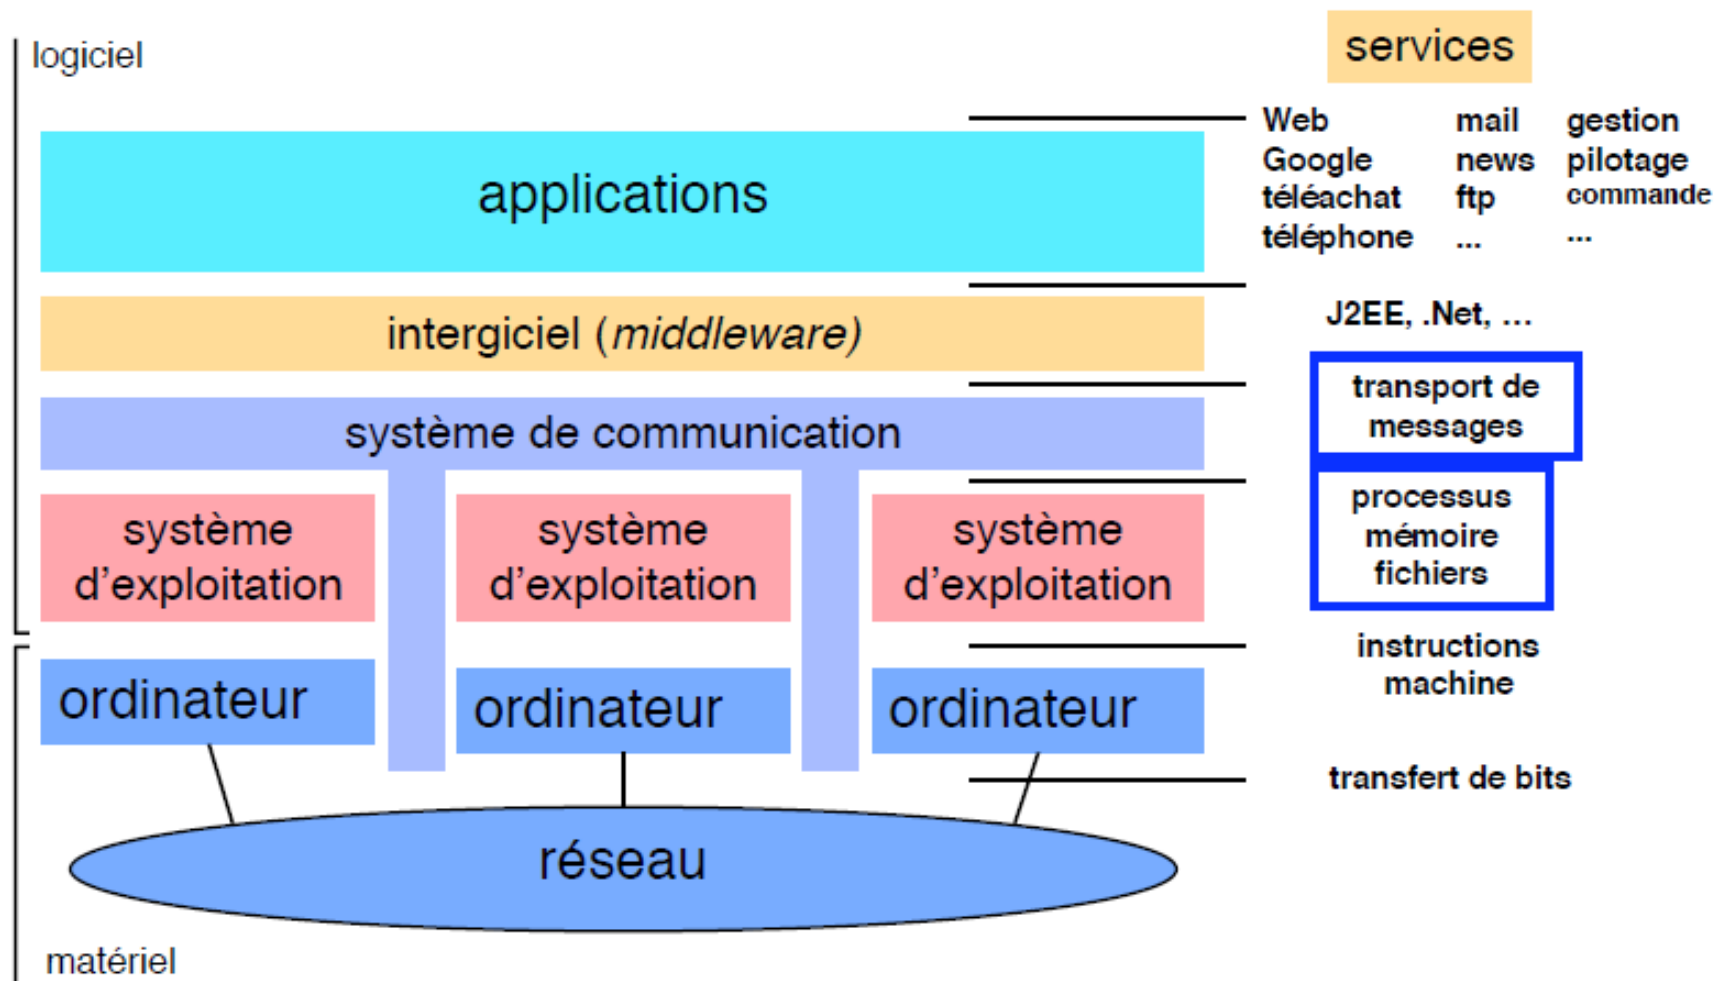 logiciel
services
applications
Web mail gestion
Google news pilotage
téléachat ftp commande
téléphone ... ...
intergiciel (middleware)
J2EE, .Net, ...
système de communication
transport de
messages
système
d'exploitation
système
d'exploitation
système
d'exploitation
processus
mémoire
fichiers
ordinateur
ordinateur
ordinateur
instructions
machine
transfert de bits
réseau
matériel